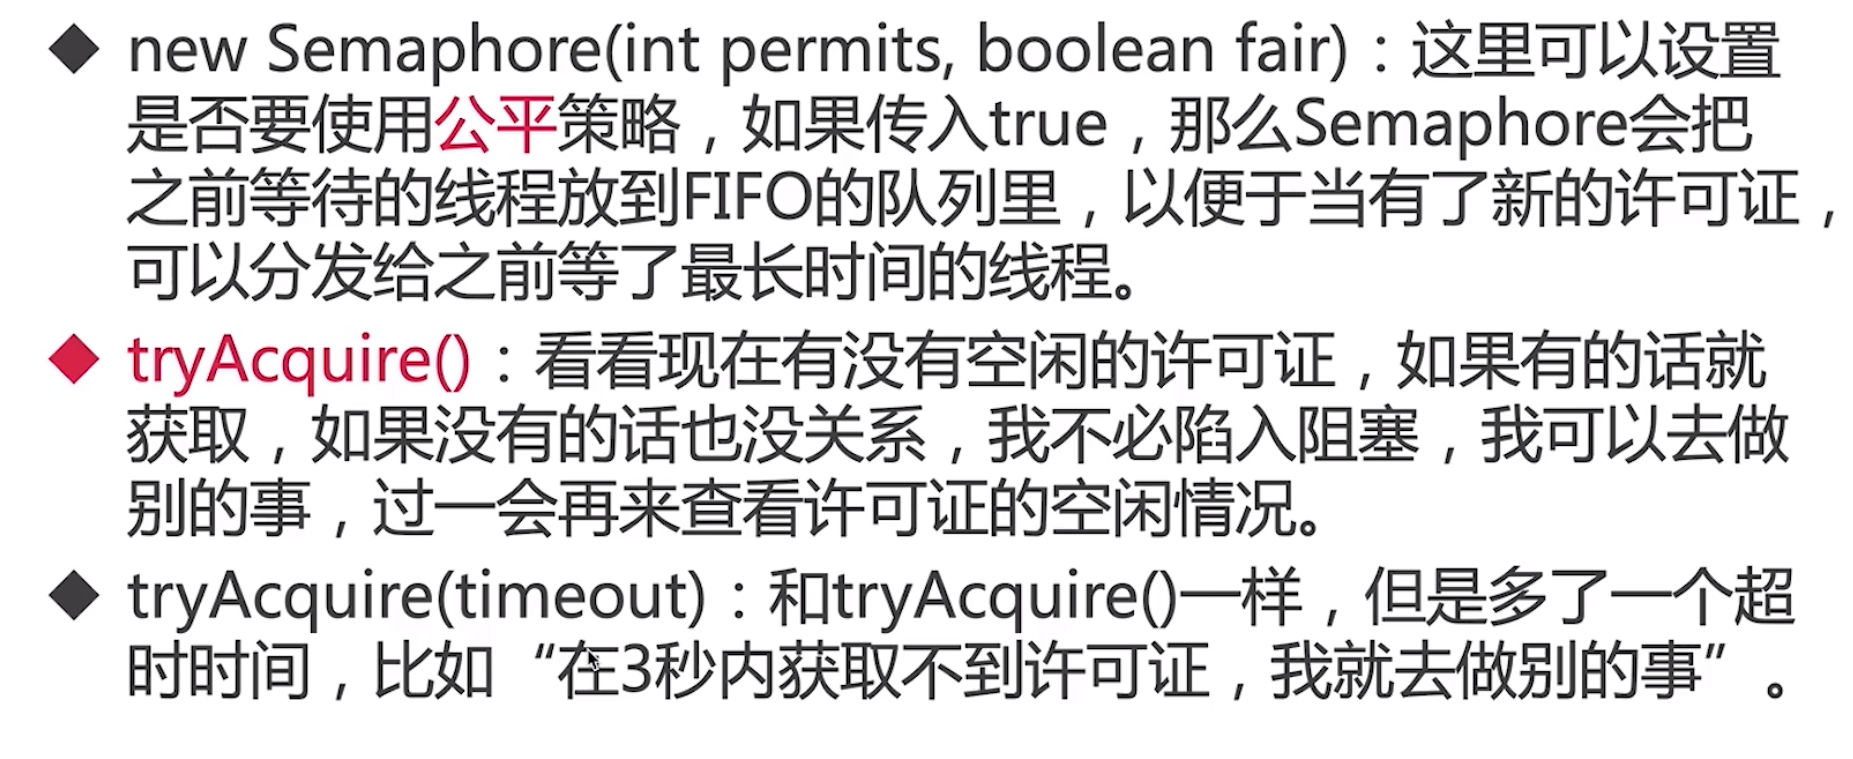 ◆ new Semaphore(int permits, boolean fair)：这里可以设置
是否要使用公平策略，如果传入true，那么Semaphore会把
之前等待的线程放到FIFO的队列里，以便于当有了新的许可证，
可以分发给之前等了最长时间的线程。
◆ tryAcquire()：看看现在有没有空闲的许可证，如果有的话就
获取，如果没有的话也没关系，我不必陷入阻塞，我可以去做
别的事，过一会再来查看许可证的空闲情况。
◆ tryAcquire(timeout)：和tryAcquire()一样，但是多了一个超
时时间，比如“在3秒内获取不到许可证，我就去做别的事”。